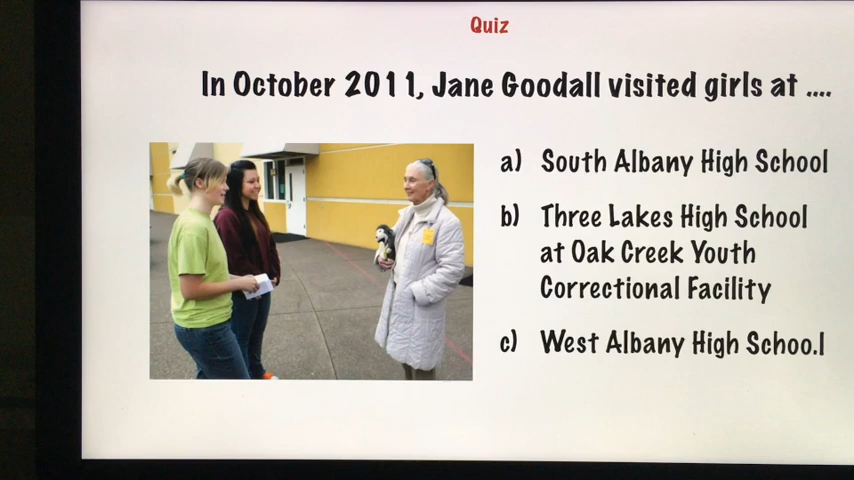 Quiz
In October 2011, Jane Goodall visited girls at ....
a) South Albany High School
b) Three Lakes High School
at Oak Creek Youth
Correctional Facility
c) West Albany High Schoo.l